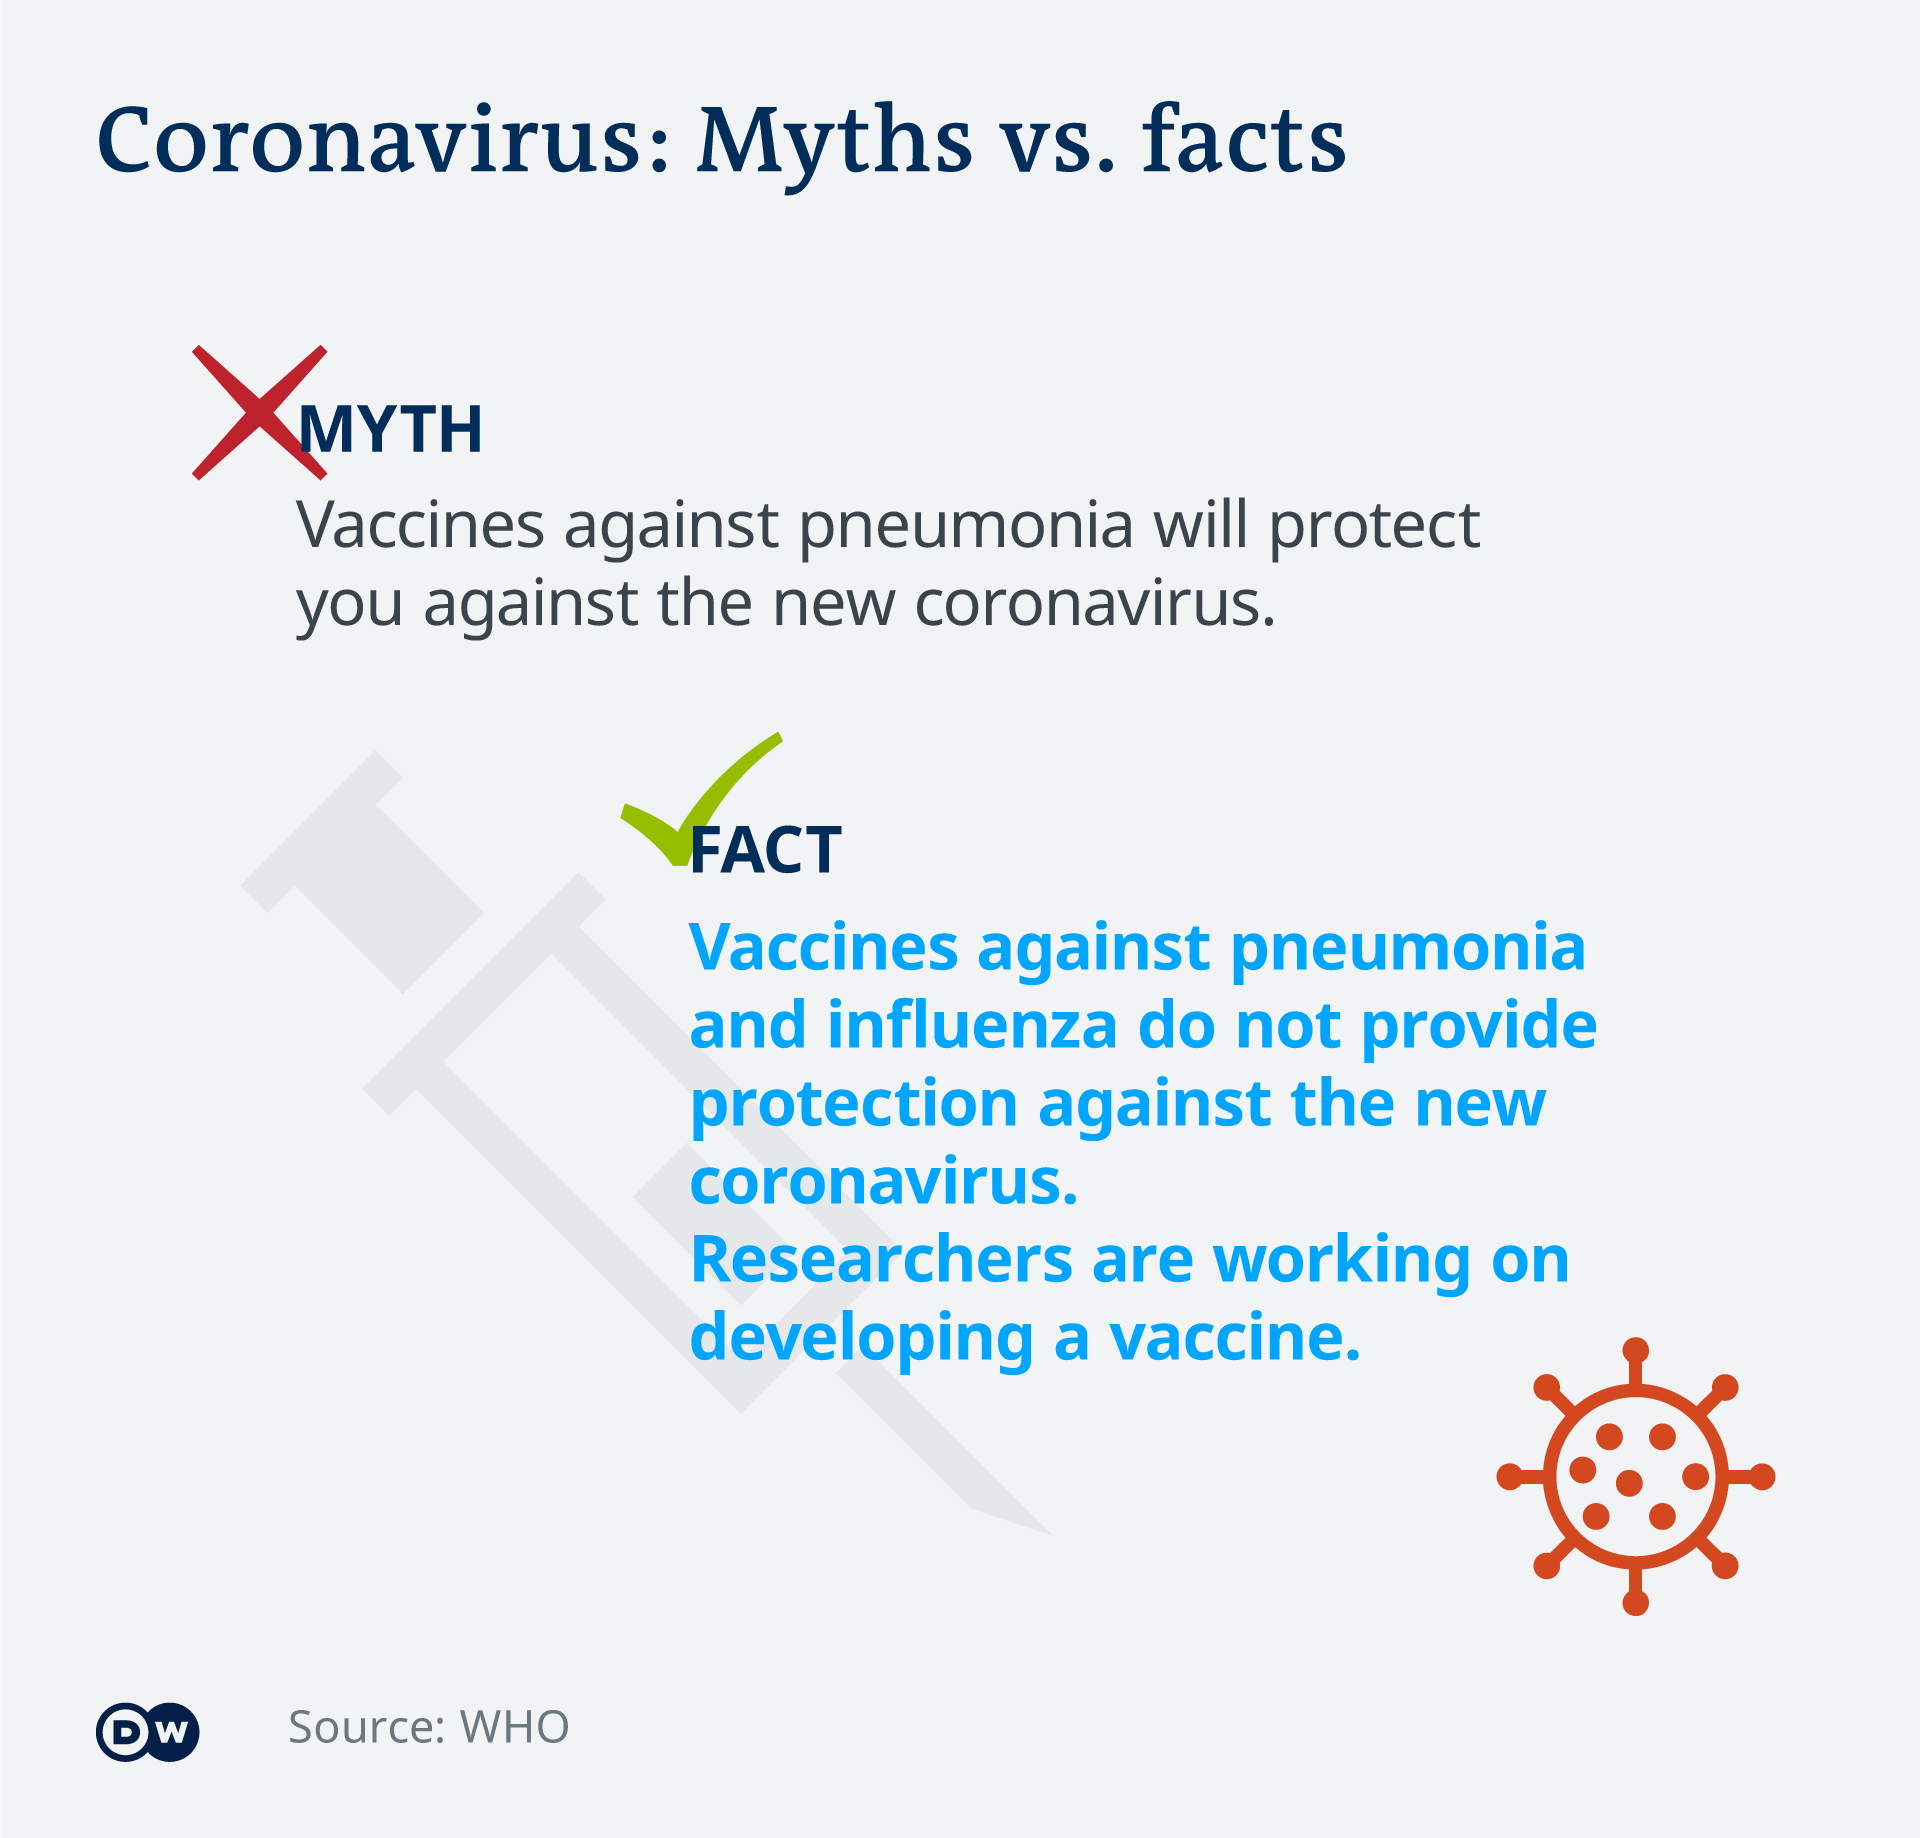 Coronavirus: Myths vs. facts
MYTH
Vaccines against pneumonia will protect
you against the new coronavirus.
FACT
Vaccines against pneumonia
and influenza do not provide
protection against the new
coronavirus.
Researchers are working on
developing a vaccine.
DW
Source: WHO